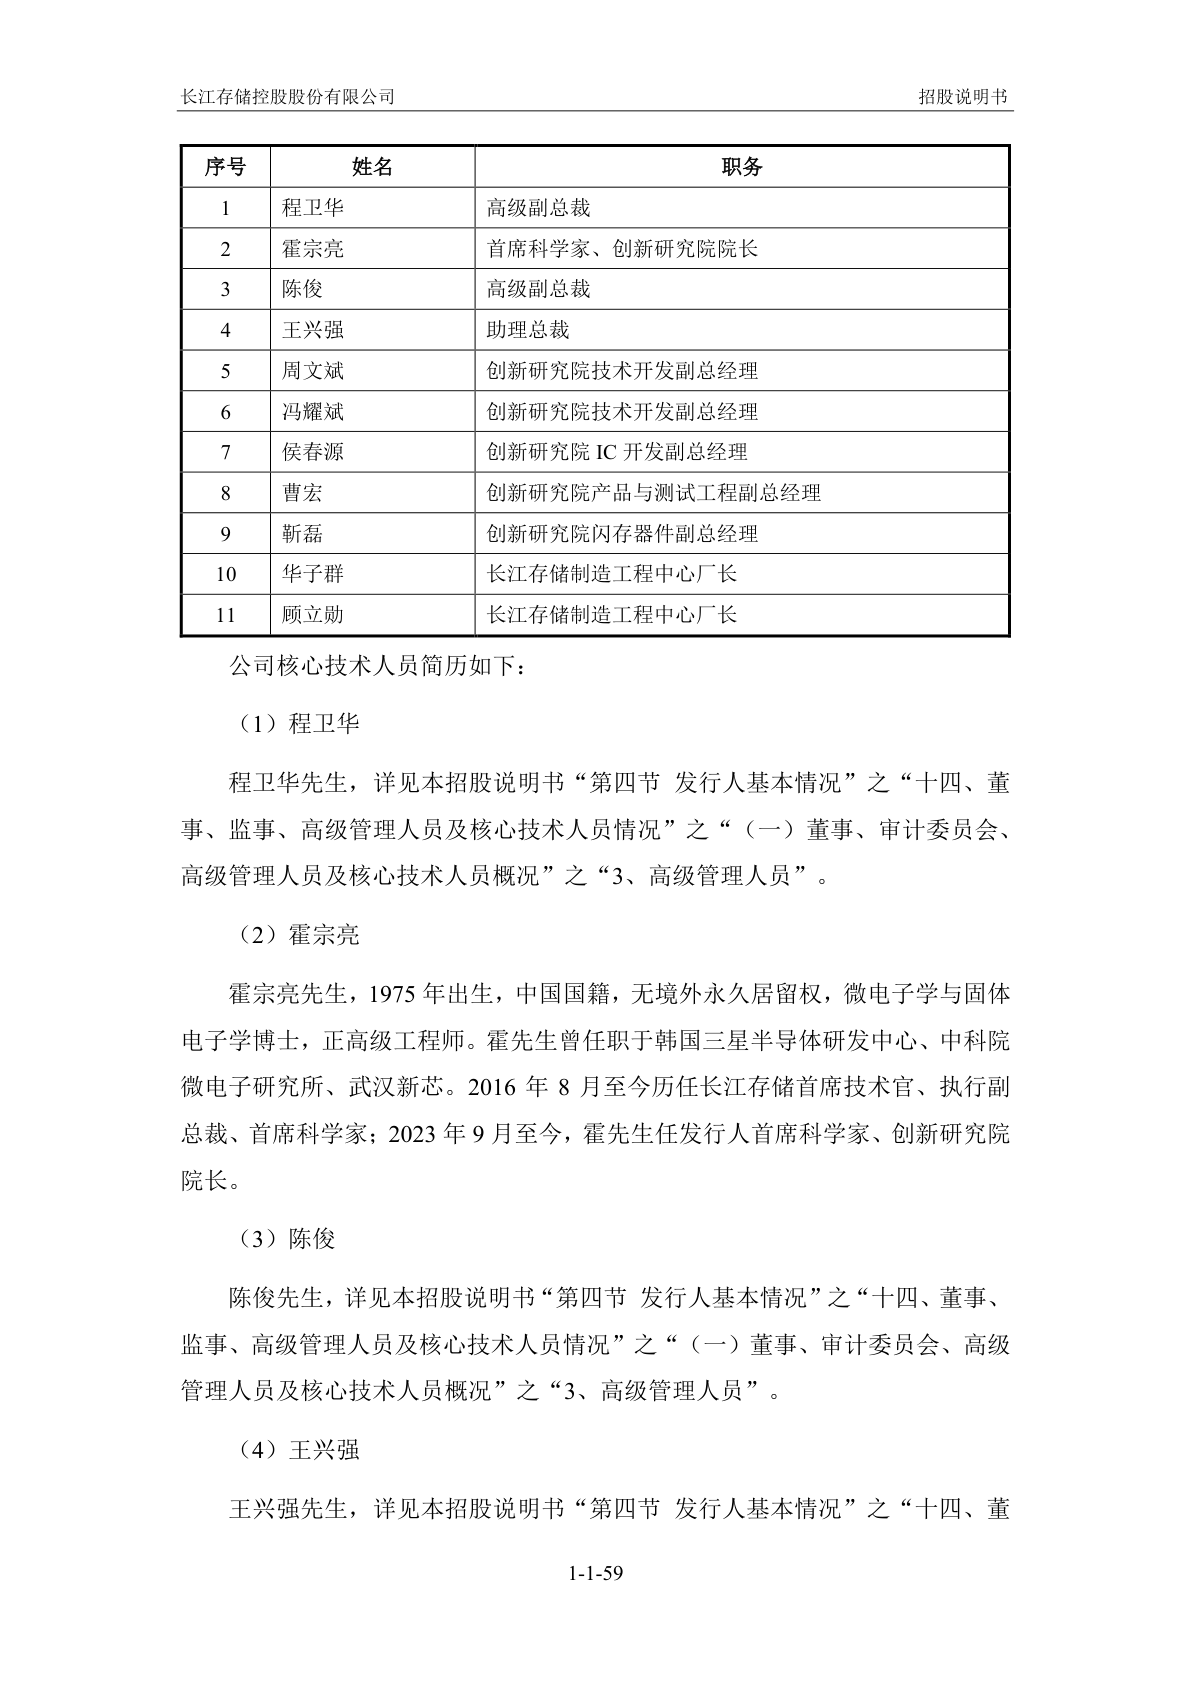 长江存储控股股份有限公司 招股说明书
序号 姓名 职务
1 程卫华 高级副总裁
2 霍宗亮 首席科学家、创新研究院院长
3 陈俊 高级副总裁
4 王兴强 助理总裁
5 周文斌 创新研究院技术开发副总经理
6 冯耀斌 创新研究院技术开发副总经理
7 侯春源 创新研究院 IC 开发副总经理
8 曹宏 创新研究院产品与测试工程副总经理
9 靳磊 创新研究院闪存器件副总经理
10 华子群 长江存储制造工程中心厂长
11 顾立勋 长江存储制造工程中心厂长
公司核心技术人员简历如下：
（1）程卫华
程卫华先生，详见本招股说明书“第四节 发行人基本情况”之“十四、董
事、监事、高级管理人员及核心技术人员情况”之“（一）董事、审计委员会、
高级管理人员及核心技术人员概况”之“3、高级管理人员”。
（2）霍宗亮
霍宗亮先生，1975 年出生，中国国籍，无境外永久居留权，微电子学与固体
电子学博士，正高级工程师。霍先生曾任职于韩国三星半导体研发中心、中科院
微电子研究所、武汉新芯。2016 年 8 月至今历任长江存储首席技术官、执行副
总裁、首席科学家；2023 年 9 月至今，霍先生任发行人首席科学家、创新研究院
院长。
（3）陈俊
陈俊先生，详见本招股说明书“第四节 发行人基本情况”之“十四、董事、
监事、高级管理人员及核心技术人员情况”之“（一）董事、审计委员会、高级
管理人员及核心技术人员概况”之“3、高级管理人员”。
（4）王兴强
王兴强先生，详见本招股说明书“第四节 发行人基本情况”之“十四、董
1-1-59